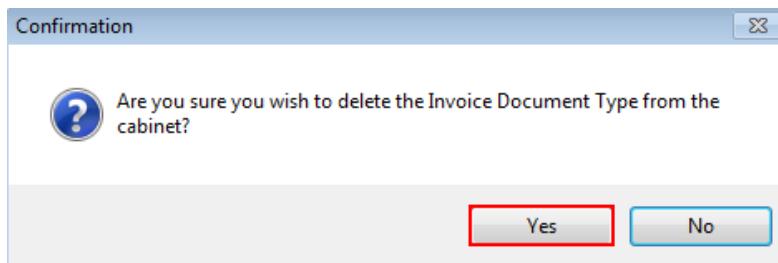 Confirmation
Are you sure you wish to delete the Invoice Document Type from the
cabinet?
Yes No